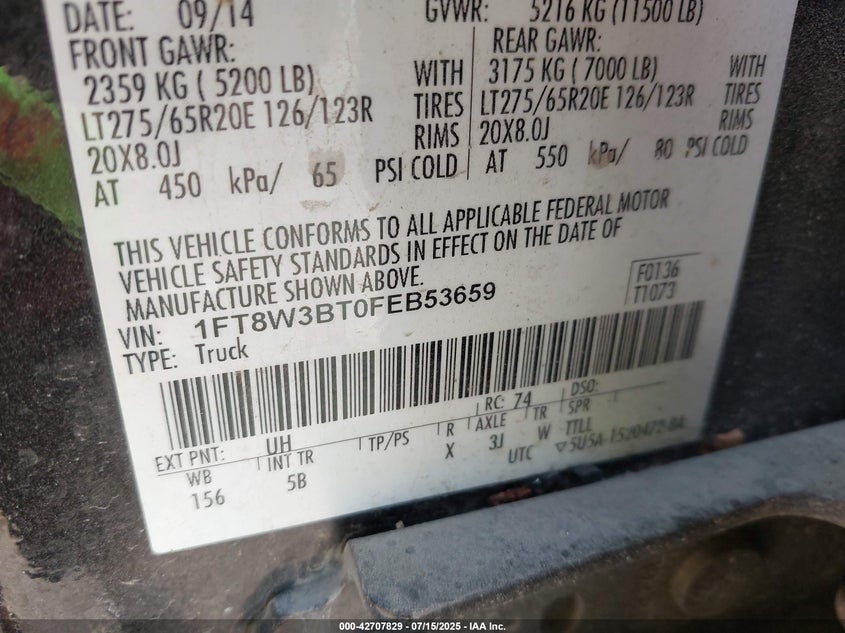 DATE: 09/14 GVWR: 5216 KG (11500 LB)
FRONT GAWR: REAR GAWR:
2359 KG ( 5200 LB) WITH 3175 KG ( 7000 LB) WITH
LT275/65R20E 126/123R TIRES LT275/65R20E 126/123R TIRES
20X8.0J RIMS 20X8.0J RIMS
AT 450 kPa/ 65 PSI COLD AT 550 kPa/ 80 PSI COLD
THIS VEHICLE CONFORMS TO ALL APPLICABLE FEDERAL MOTOR
VEHICLE SAFETY STANDARDS IN EFFECT ON THE DATE OF
MANUFACTURE SHOWN ABOVE.
F0136
T1073
VIN: 1FT8W3BT0FEB53659
TYPE: Truck
EXT PNT: UH RC: 74 DSO:
WB INT TR TP/PS R AXLE TR SPR
156 5B X 3J W TTLL
UTC ▽5U5A-1520472-BA
000-42707829 - 07/15/2025 - IAA Inc.